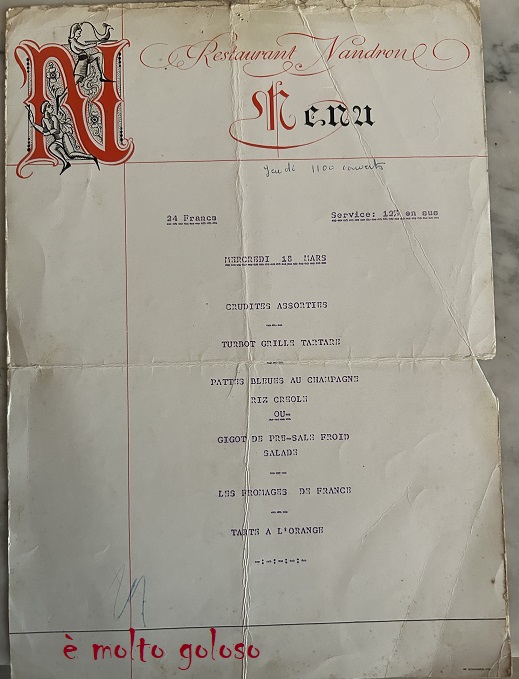 N
Restaurant Nandron
Menu
1100 couverts
24 Francs
Service: 12% en sus
MERCREDI 18 MARS
CRUDITES ASSORTIES
TURBOT GRILLE TARTARE
PATTES BLEUES AU CHAMPAGNE
RIZ CREOLE
OU-
GIGOT DE PRE-SALE FROID
SALADE
LES FROMAGES DE FRANCE
TARTE A L'ORANGE
-:-:-:-:-
è molto goloso